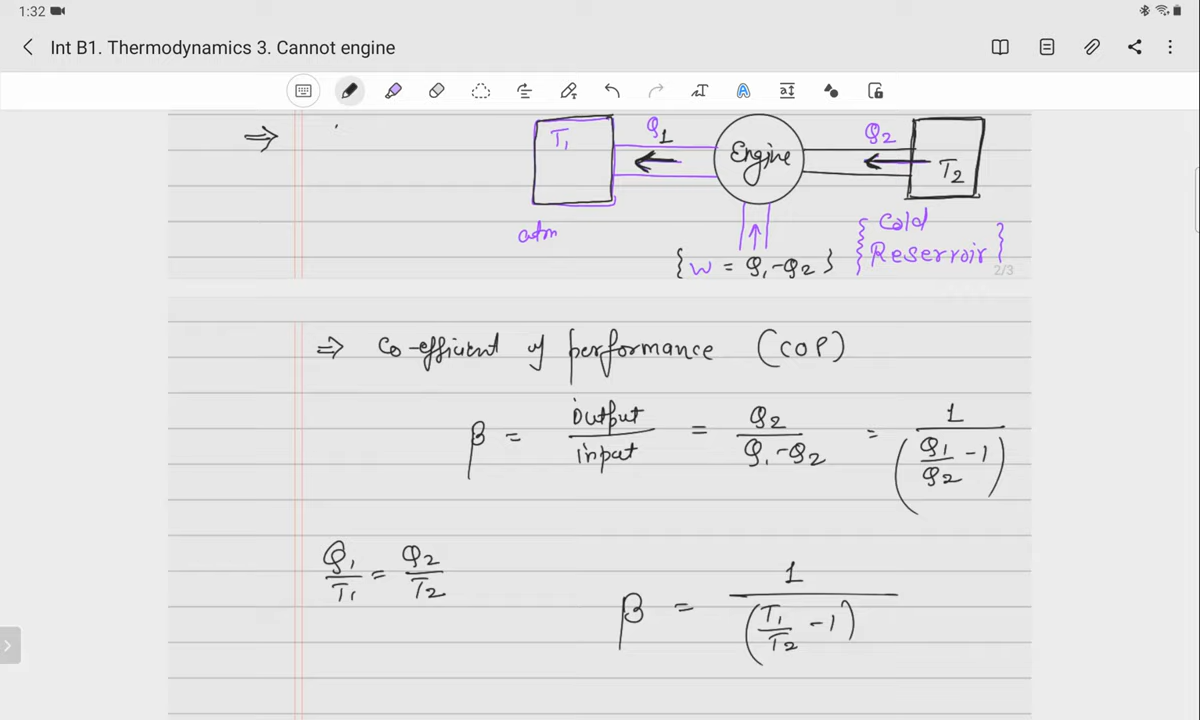 1:32
Int B1. Thermodynamics 3. Cannot engine
⇒ T₁ Q1 Engine Q2 T2
atm {W = Q₁-Q2} {Cold Reserroir}
2/3
⇒ Co-efficient of performance (COP)
β = output/input = Q2/(Q₁-Q2) = 1/(Q1/Q2 - 1)
Q₁/T₁ = Q2/T2
β = 1/(T₁/T2 - 1)